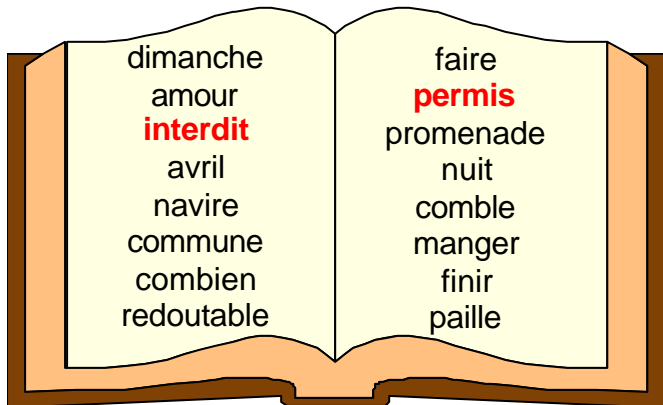 dimanche
amour
interdit
avril
navire
commune
combien
redoutable
faire
permis
promenade
nuit
comble
manger
finir
paille